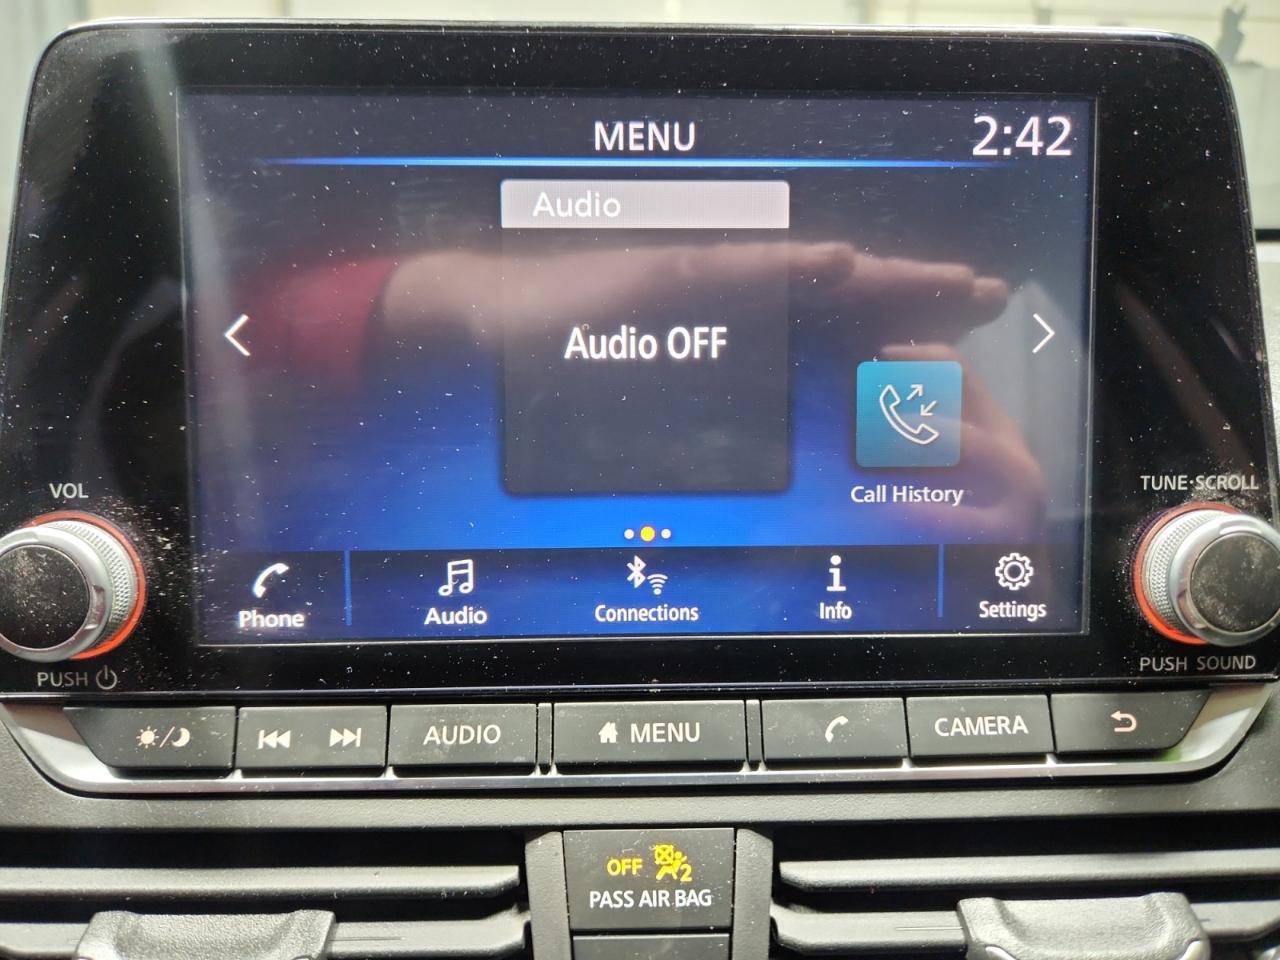 MENU
2:42
Audio
Audio OFF
Call History
VOL
TUNE·SCROLL
Phone
Audio
Connections
Info
Settings
PUSH
PUSH SOUND
AUDIO
MENU
CAMERA
OFF 2
PASS AIR BAG